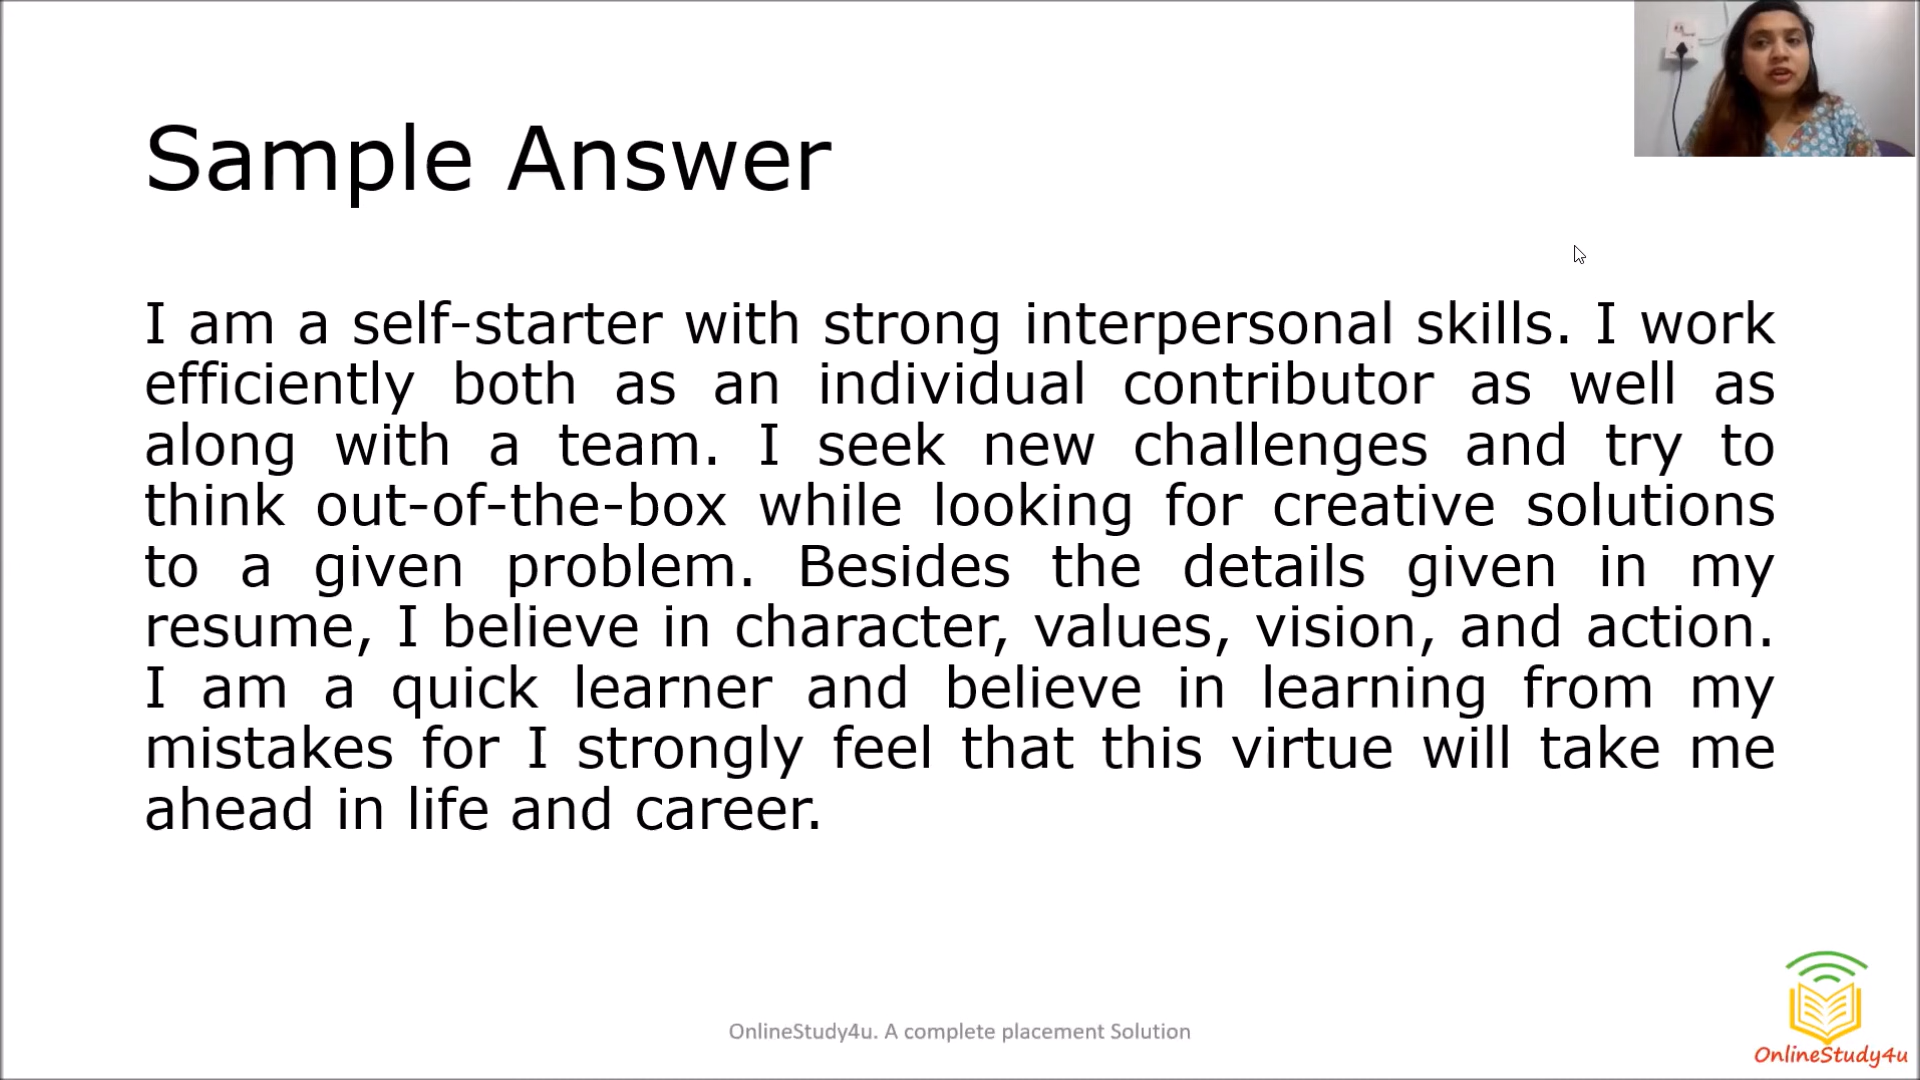 Sample Answer
I am a self-starter with strong interpersonal skills. I work
efficiently both as an individual contributor as well as
along with a team. I seek new challenges and try to
think out-of-the-box while looking for creative solutions
to a given problem. Besides the details given in my
resume, I believe in character, values, vision, and action.
I am a quick learner and believe in learning from my
mistakes for I strongly feel that this virtue will take me
ahead in life and career.
OnlineStudy4u. A complete placement Solution
OnlineStudy4u